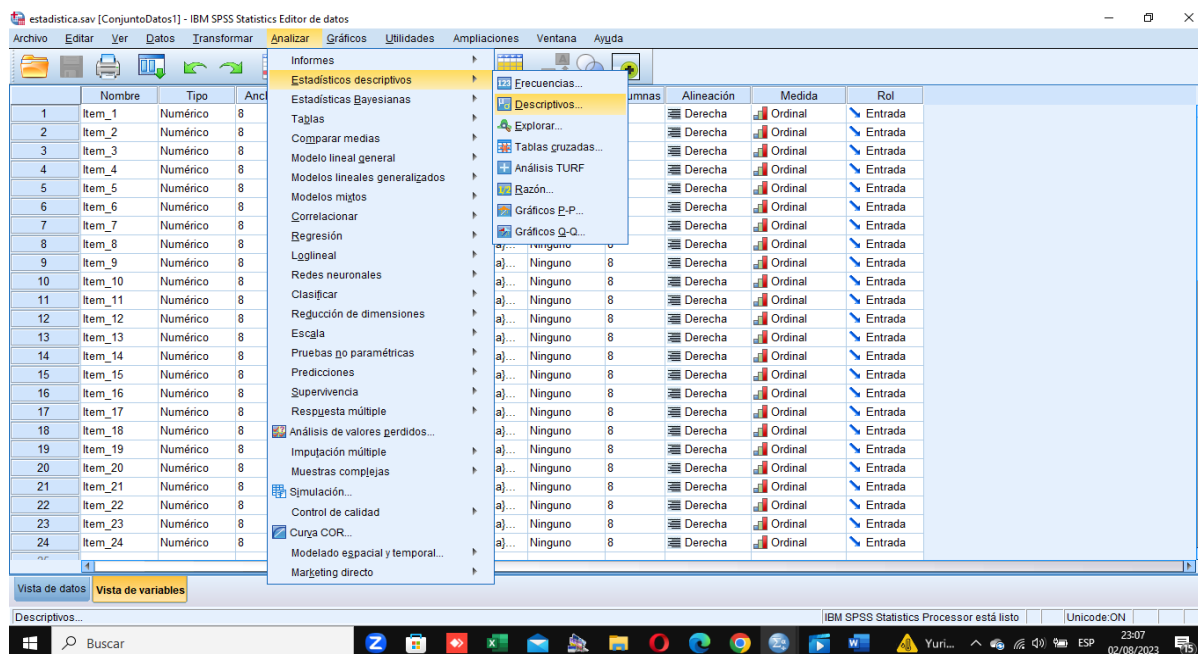 estadistica.sav [ConjuntoDatos1] - IBM SPSS Statistics Editor de datos
Archivo Editar Ver Datos Transformar Analizar Gráficos Utilidades Ampliaciones Ventana Ayuda
Informes
Estadísticos descriptivos
Estadísticas Bayesianas
Tablas
Comparar medias
Modelo lineal general
Modelos lineales generalizados
Modelos mixtos
Correlacionar
Regresión
Loglineal
Redes neuronales
Clasificar
Reducción de dimensiones
Escala
Pruebas no paramétricas
Predicciones
Supervivencia
Respuesta múltiple
Análisis de valores perdidos...
Imputación múltiple
Muestras complejas
Simulación...
Control de calidad
Curva COR...
Modelado espacial y temporal...
Marketing directo
Frecuencias...
Descriptivos...
Explorar...
Tablas cruzadas...
Análisis TURF
Razón...
Gráficos P-P...
Gráficos Q-Q...
Nombre Tipo Ancl umnas Alineación Medida Rol
1 Item_1 Numérico 8 Derecha Ordinal Entrada
2 Item_2 Numérico 8 Derecha Ordinal Entrada
3 Item_3 Numérico 8 Derecha Ordinal Entrada
4 Item_4 Numérico 8 Derecha Ordinal Entrada
5 Item_5 Numérico 8 Derecha Ordinal Entrada
6 Item_6 Numérico 8 Derecha Ordinal Entrada
7 Item_7 Numérico 8 Derecha Ordinal Entrada
8 Item_8 Numérico 8 a}... Ninguno 8 Derecha Ordinal Entrada
9 Item_9 Numérico 8 a}... Ninguno 8 Derecha Ordinal Entrada
10 Item_10 Numérico 8 a}... Ninguno 8 Derecha Ordinal Entrada
11 Item_11 Numérico 8 a}... Ninguno 8 Derecha Ordinal Entrada
12 Item_12 Numérico 8 a}... Ninguno 8 Derecha Ordinal Entrada
13 Item_13 Numérico 8 a}... Ninguno 8 Derecha Ordinal Entrada
14 Item_14 Numérico 8 a}... Ninguno 8 Derecha Ordinal Entrada
15 Item_15 Numérico 8 a}... Ninguno 8 Derecha Ordinal Entrada
16 Item_16 Numérico 8 a}... Ninguno 8 Derecha Ordinal Entrada
17 Item_17 Numérico 8 a}... Ninguno 8 Derecha Ordinal Entrada
18 Item_18 Numérico 8 a}... Ninguno 8 Derecha Ordinal Entrada
19 Item_19 Numérico 8 a}... Ninguno 8 Derecha Ordinal Entrada
20 Item_20 Numérico 8 a}... Ninguno 8 Derecha Ordinal Entrada
21 Item_21 Numérico 8 a}... Ninguno 8 Derecha Ordinal Entrada
22 Item_22 Numérico 8 a}... Ninguno 8 Derecha Ordinal Entrada
23 Item_23 Numérico 8 a}... Ninguno 8 Derecha Ordinal Entrada
24 Item_24 Numérico 8 a}... Ninguno 8 Derecha Ordinal Entrada
Vista de datos Vista de variables
Descriptivos... IBM SPSS Statistics Processor está listo Unicode:ON
Buscar Yuri... ESP 23:07
02/08/2023 15